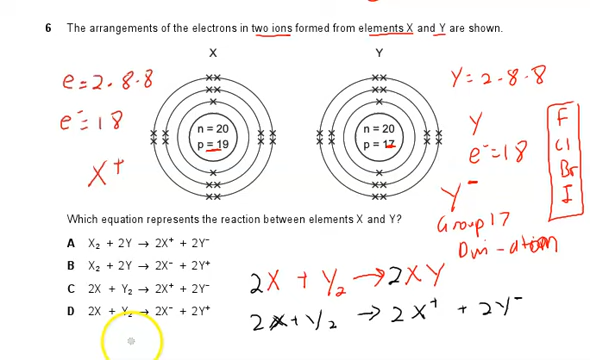 6 The arrangements of the electrons in two ions formed from elements X and Y are shown.
X
Y
e = 2.8.8
e⁻ = 18
X⁺
n = 20
p = 19
n = 20
p = 17
Y = 2.8.8
Y
e⁻ = 18
Y⁻
Group 17
F
Cl
Br
I
Which equation represents the reaction between elements X and Y?
A X₂ + 2Y → 2X⁺ + 2Y⁻
B X₂ + 2Y → 2X⁻ + 2Y⁺
C 2X + Y₂ → 2X⁺ + 2Y⁻
D 2X + Y₂ → 2X⁻ + 2Y⁺
2X + Y₂ → 2XY
2X + Y₂ → 2X⁺ + 2Y⁻